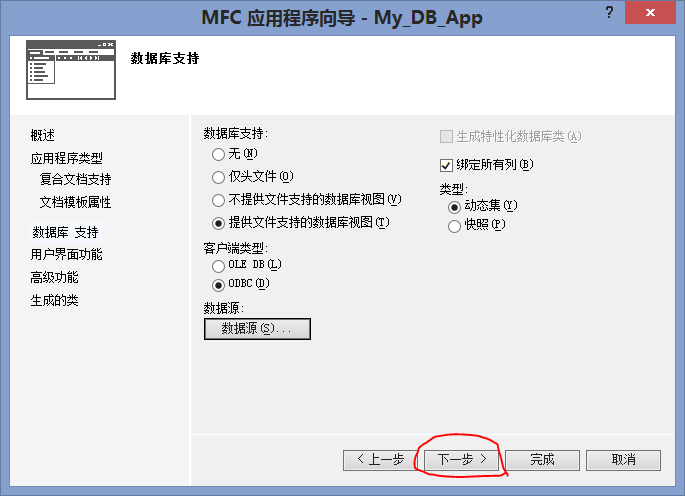 MFC 应用程序向导 - My_DB_App
?
数据库支持
概述
应用程序类型
复合文档支持
文档模板属性
数据库 支持
用户界面功能
高级功能
生成的类
数据库支持:
无(N)
仅头文件(O)
不提供文件支持的数据库视图(V)
提供文件支持的数据库视图(T)
客户端类型:
OLE DB(L)
ODBC(D)
数据源:
数据源(S)...
生成特性化数据库类(A)
绑定所有列(B)
类型:
动态集(Y)
快照(P)
< 上一步
下一步 >
完成
取消